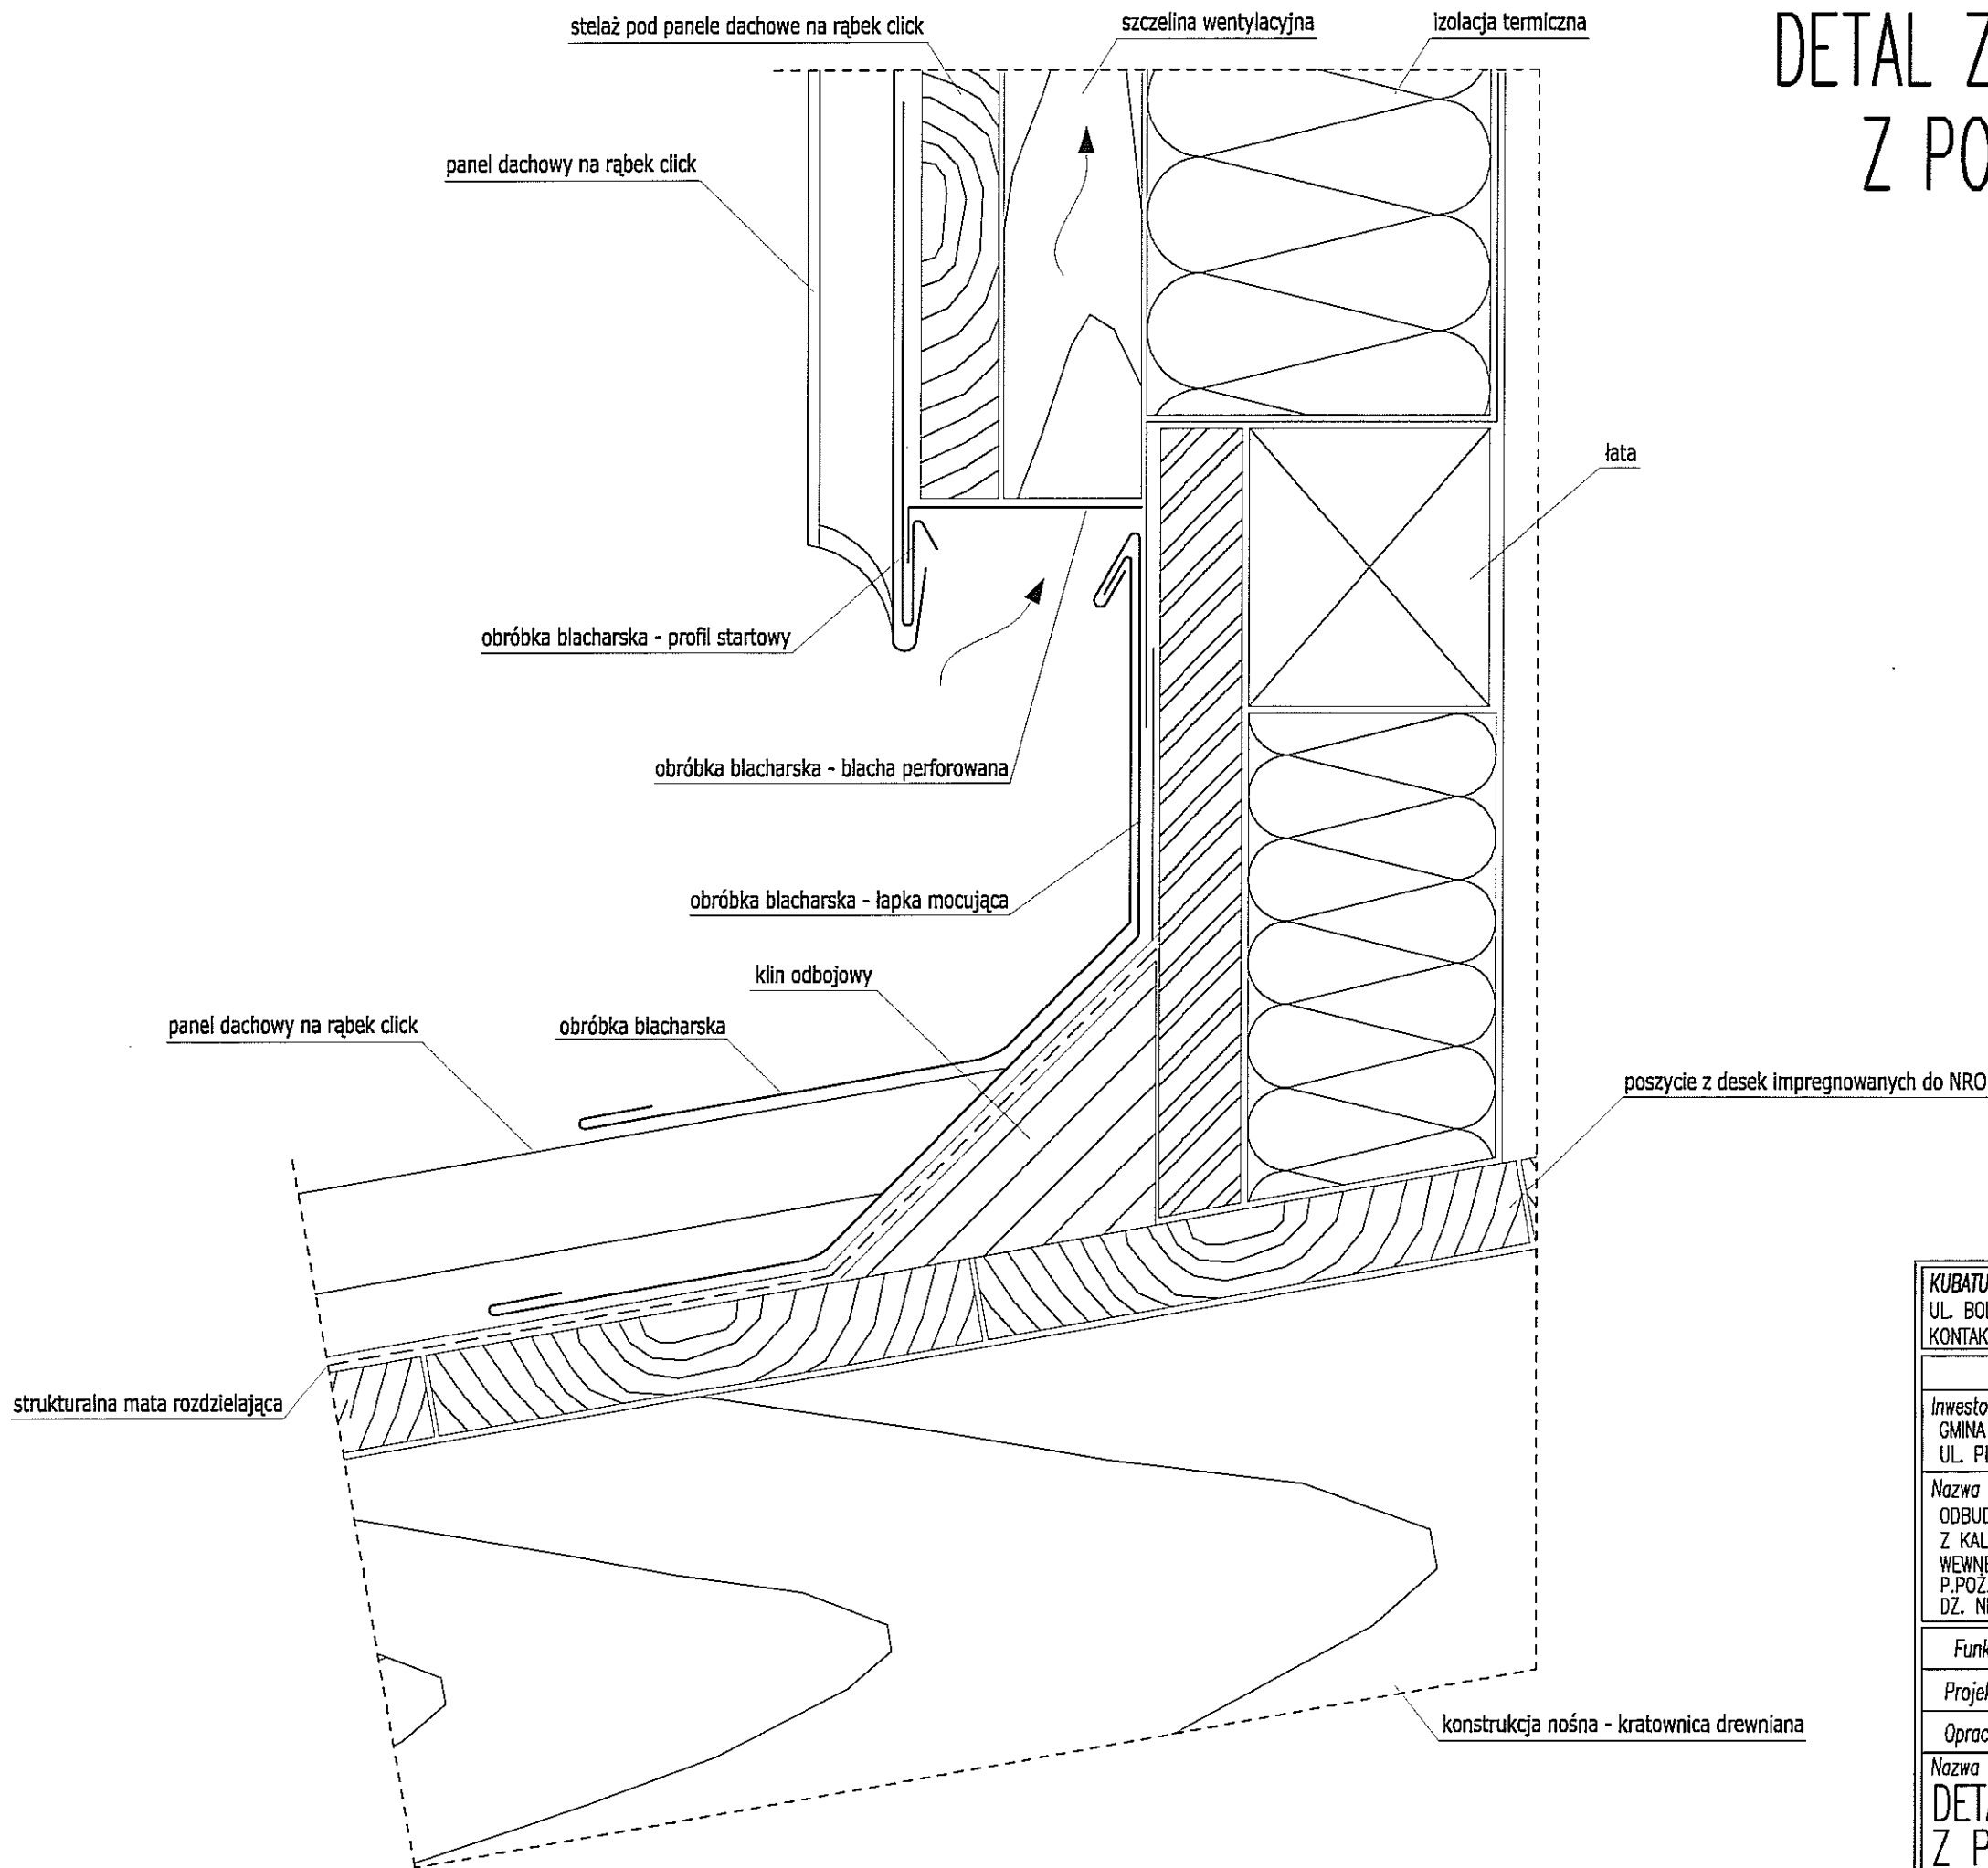 DETAL Z
Z PO
stelaż pod panele dachowe na rąbek click
szczelina wentylacyjna
izolacja termiczna
panel dachowy na rąbek click
łata
obróbka blacharska - profil startowy
obróbka blacharska - blacha perforowana
obróbka blacharska - łapka mocująca
klin odbojowy
panel dachowy na rąbek click
obróbka blacharska
poszycie z desek impregnowanych do NRO
strukturalna mata rozdzielająca
konstrukcja nośna - kratownica drewniana
KUBATU
UL. BO
KONTAK
Inwesto
GMINA
UL.
Nazwa
ODBUD
Z KAL
WEWNĘ
P.POŻ.
DZ.
Funk
Projek
Oprac
Nazwa
DETA
Z P